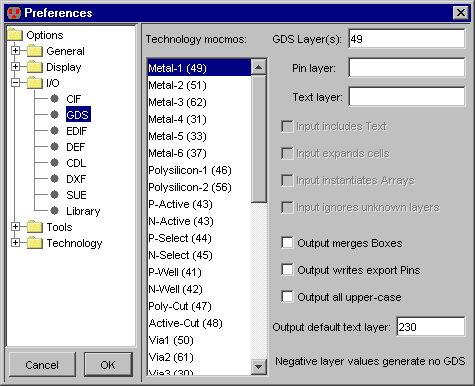 Preferences
Options
General
Display
I/O
CIF
GDS
EDIF
DEF
CDL
DXF
SUE
Library
Tools
Technology
Cancel
OK
Technology mocmos:
Metal-1 (49)
Metal-2 (51)
Metal-3 (62)
Metal-4 (31)
Metal-5 (33)
Metal-6 (37)
Polysilicon-1 (46)
Polysilicon-2 (56)
P-Active (43)
N-Active (43)
P-Select (44)
N-Select (45)
P-Well (41)
N-Well (42)
Poly-Cut (47)
Active-Cut (48)
Via1 (50)
Via2 (61)
Via3 (30)
GDS Layer(s): 49
Pin layer:
Text layer:
Input includes Text
Input expands cells
Input instantiates Arrays
Input ignores unknown layers
Output merges Boxes
Output writes export Pins
Output all upper-case
Output default text layer: 230
Negative layer values generate no GDS